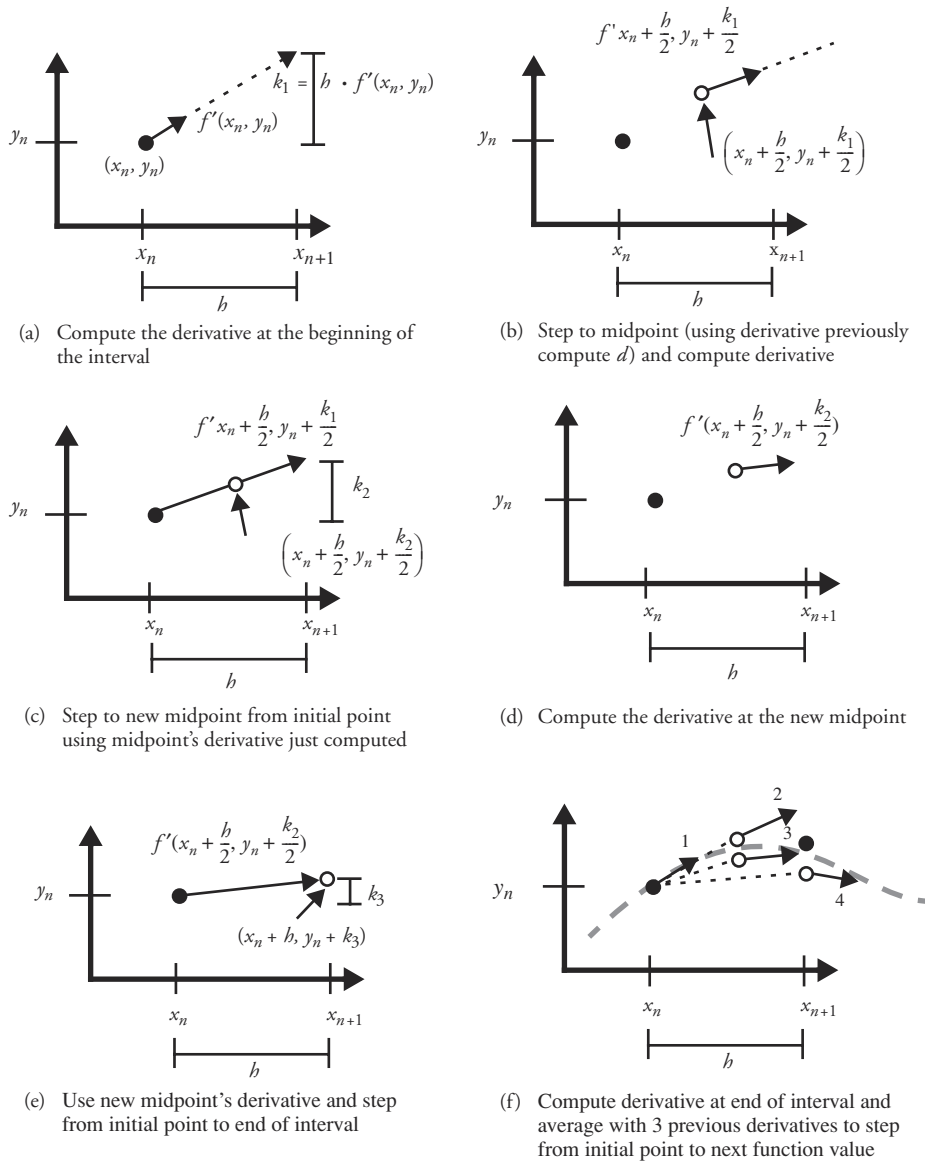 k₁ = h · f′(xₙ, yₙ)
f′(xₙ, yₙ)
yₙ
(xₙ, yₙ)
xₙ
xₙ₊₁
h
(a) Compute the derivative at the beginning of
the interval
f' xₙ + h/2, yₙ + k₁/2
yₙ
(xₙ + h/2, yₙ + k₁/2)
xₙ
xₙ₊₁
h
(b) Step to midpoint (using derivative previously
compute d) and compute derivative
f′ xₙ + h/2, yₙ + k₁/2
k₂
yₙ
(xₙ + h/2, yₙ + k₂/2)
xₙ
xₙ₊₁
h
(c) Step to new midpoint from initial point
using midpoint's derivative just computed
f′(xₙ + h/2, yₙ + k₂/2)
yₙ
xₙ
xₙ₊₁
h
(d) Compute the derivative at the new midpoint
f′(xₙ + h/2, yₙ + k₂/2)
yₙ
k₃
(xₙ + h, yₙ + k₃)
xₙ
xₙ₊₁
h
(e) Use new midpoint's derivative and step
from initial point to end of interval
2
1
3
yₙ
4
xₙ
xₙ₊₁
h
(f) Compute derivative at end of interval and
average with 3 previous derivatives to step
from initial point to next function value